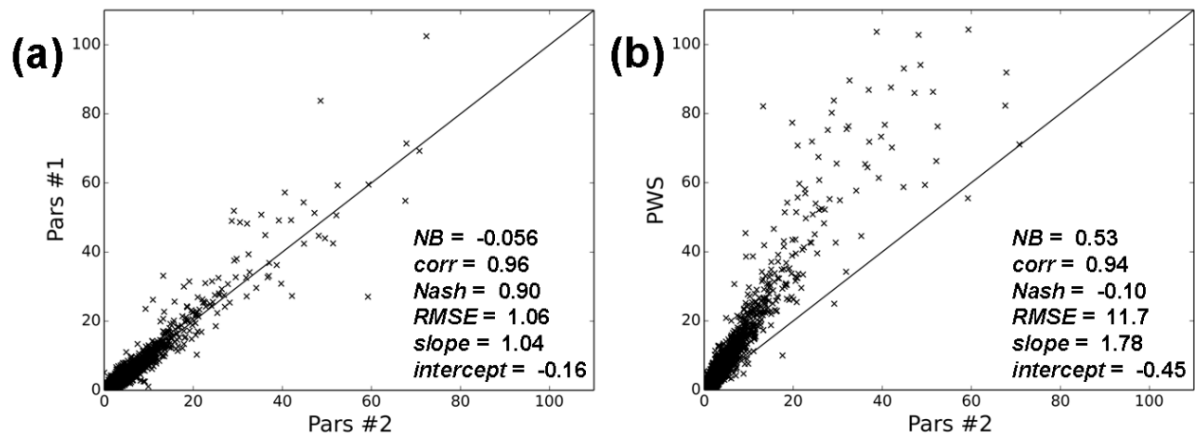 (a)
100
80
60
40
20
0
0 20 40 60 80 100
Pars #1
Pars #2
NB = -0.056
corr = 0.96
Nash = 0.90
RMSE = 1.06
slope = 1.04
intercept = -0.16
(b)
100
80
60
40
20
0
0 20 40 60 80 100
PWS
Pars #2
NB = 0.53
corr = 0.94
Nash = -0.10
RMSE = 11.7
slope = 1.78
intercept = -0.45